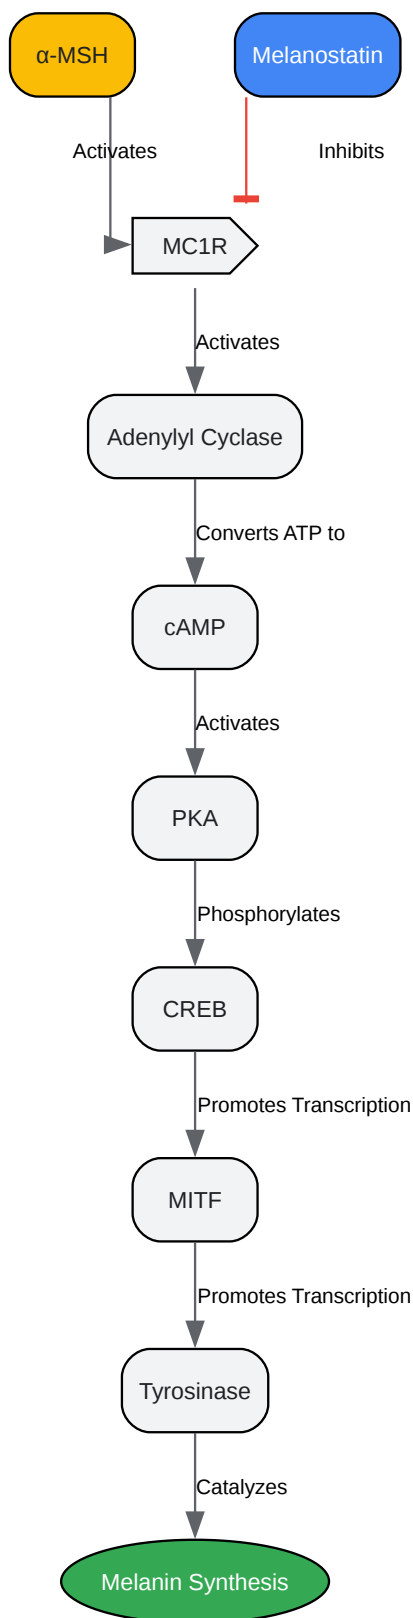 α-MSH
Melanostatin
Activates
Inhibits
MC1R
Activates
Adenylyl Cyclase
Converts ATP to
cAMP
Activates
PKA
Phosphorylates
CREB
Promotes Transcription
MITF
Promotes Transcription
Tyrosinase
Catalyzes
Melanin Synthesis